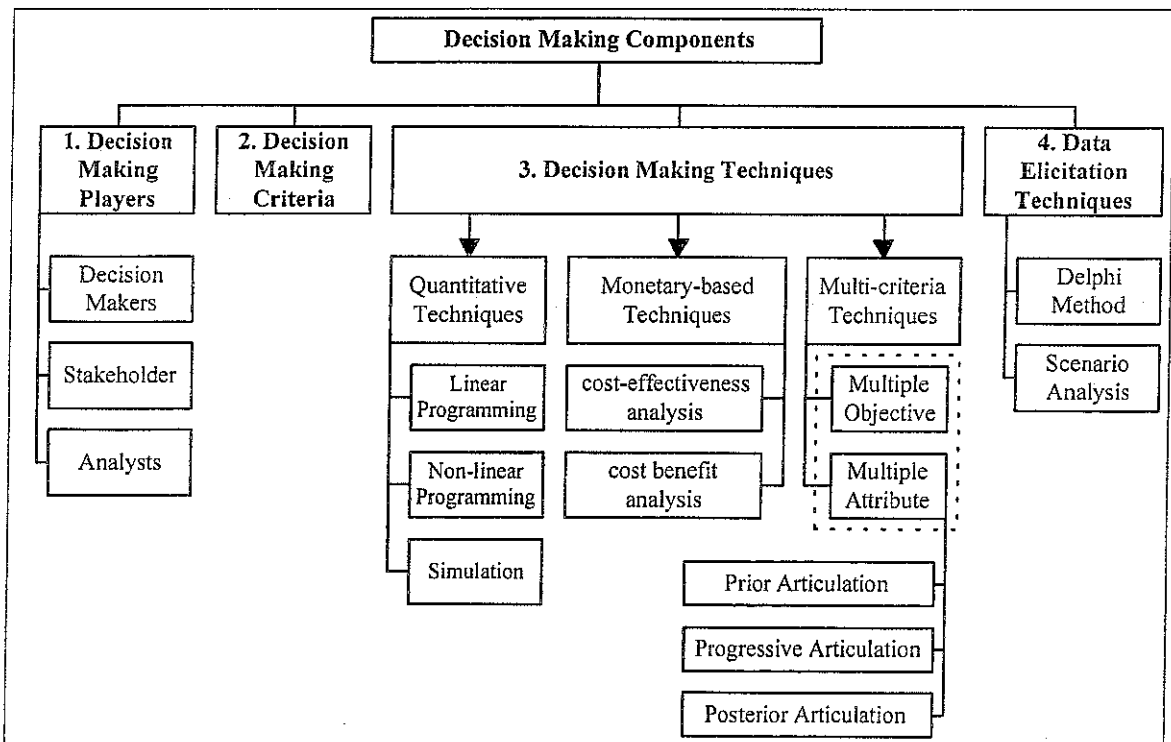 Decision Making Components
1. Decision
Making
Players
2. Decision
Making
Criteria
3. Decision Making Techniques
4. Data
Elicitation
Techniques
Decision
Makers
Stakeholder
Analysts
Quantitative
Techniques
Linear
Programming
Non-linear
Programming
Simulation
Monetary-based
Techniques
cost-effectiveness
analysis
cost benefit
analysis
Multi-criteria
Techniques
Multiple
Objective
Multiple
Attribute
Prior Articulation
Progressive Articulation
Posterior Articulation
Delphi
Method
Scenario
Analysis